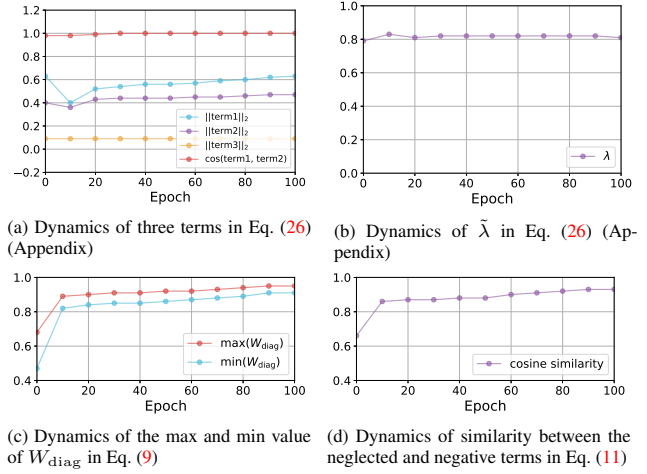 1.2
1.0
0.8
0.6
0.4
0.2
0.0
−0.2
0 20 40 60 80 100
Epoch
||term1||₂
||term2||₂
||term3||₂
cos(term1, term2)
(a) Dynamics of three terms in Eq. (26)
(Appendix)
1.0
0.8
0.6
0.4
0.2
0.0
0 20 40 60 80 100
Epoch
λ
(b) Dynamics of λ̃ in Eq. (26) (Ap-
pendix)
1.0
0.8
0.6
0.4
0 20 40 60 80 100
Epoch
max(W_diag)
min(W_diag)
(c) Dynamics of the max and min value
of W_diag in Eq. (9)
1.0
0.8
0.6
0.4
0 20 40 60 80 100
Epoch
cosine similarity
(d) Dynamics of similarity between the
neglected and negative terms in Eq. (11)